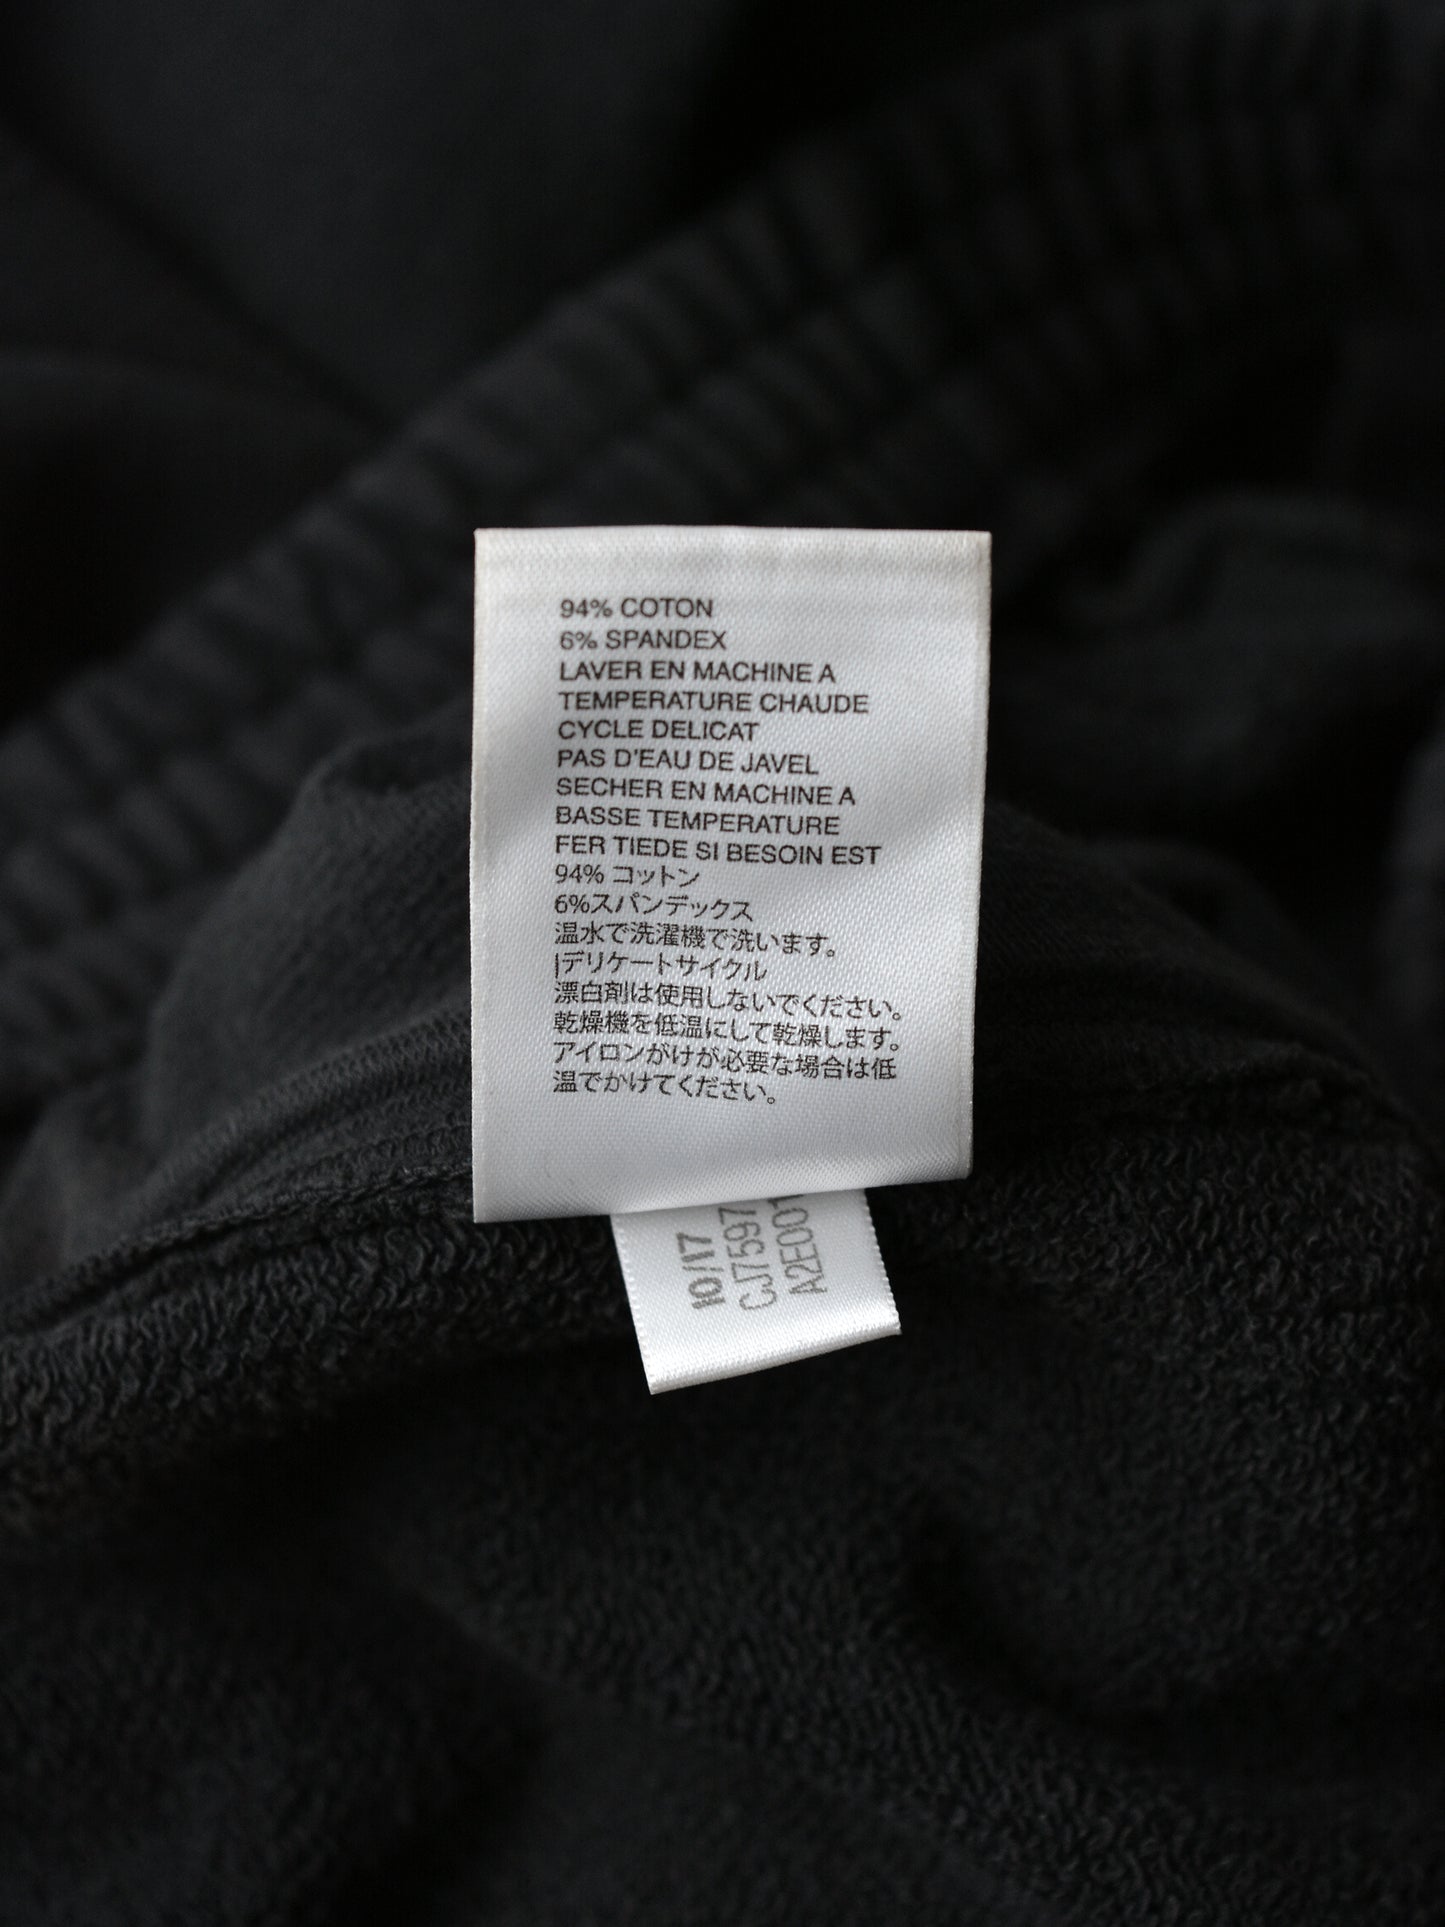 94% COTON
6% SPANDEX
LAVER EN MACHINE A
TEMPERATURE CHAUDE
CYCLE DELICAT
PAS D'EAU DE JAVEL
SECHER EN MACHINE A
BASSE TEMPERATURE
FER TIEDE SI BESOIN EST
94% コットン
6%スパンデックス
温水で洗濯機で洗います。
|デリケートサイクル
漂白剤は使用しないでください。
乾燥機を低温にして乾燥します。
アイロンがけが必要な場合は低
温でかけてください。
10/17
CJ7597
A2E001